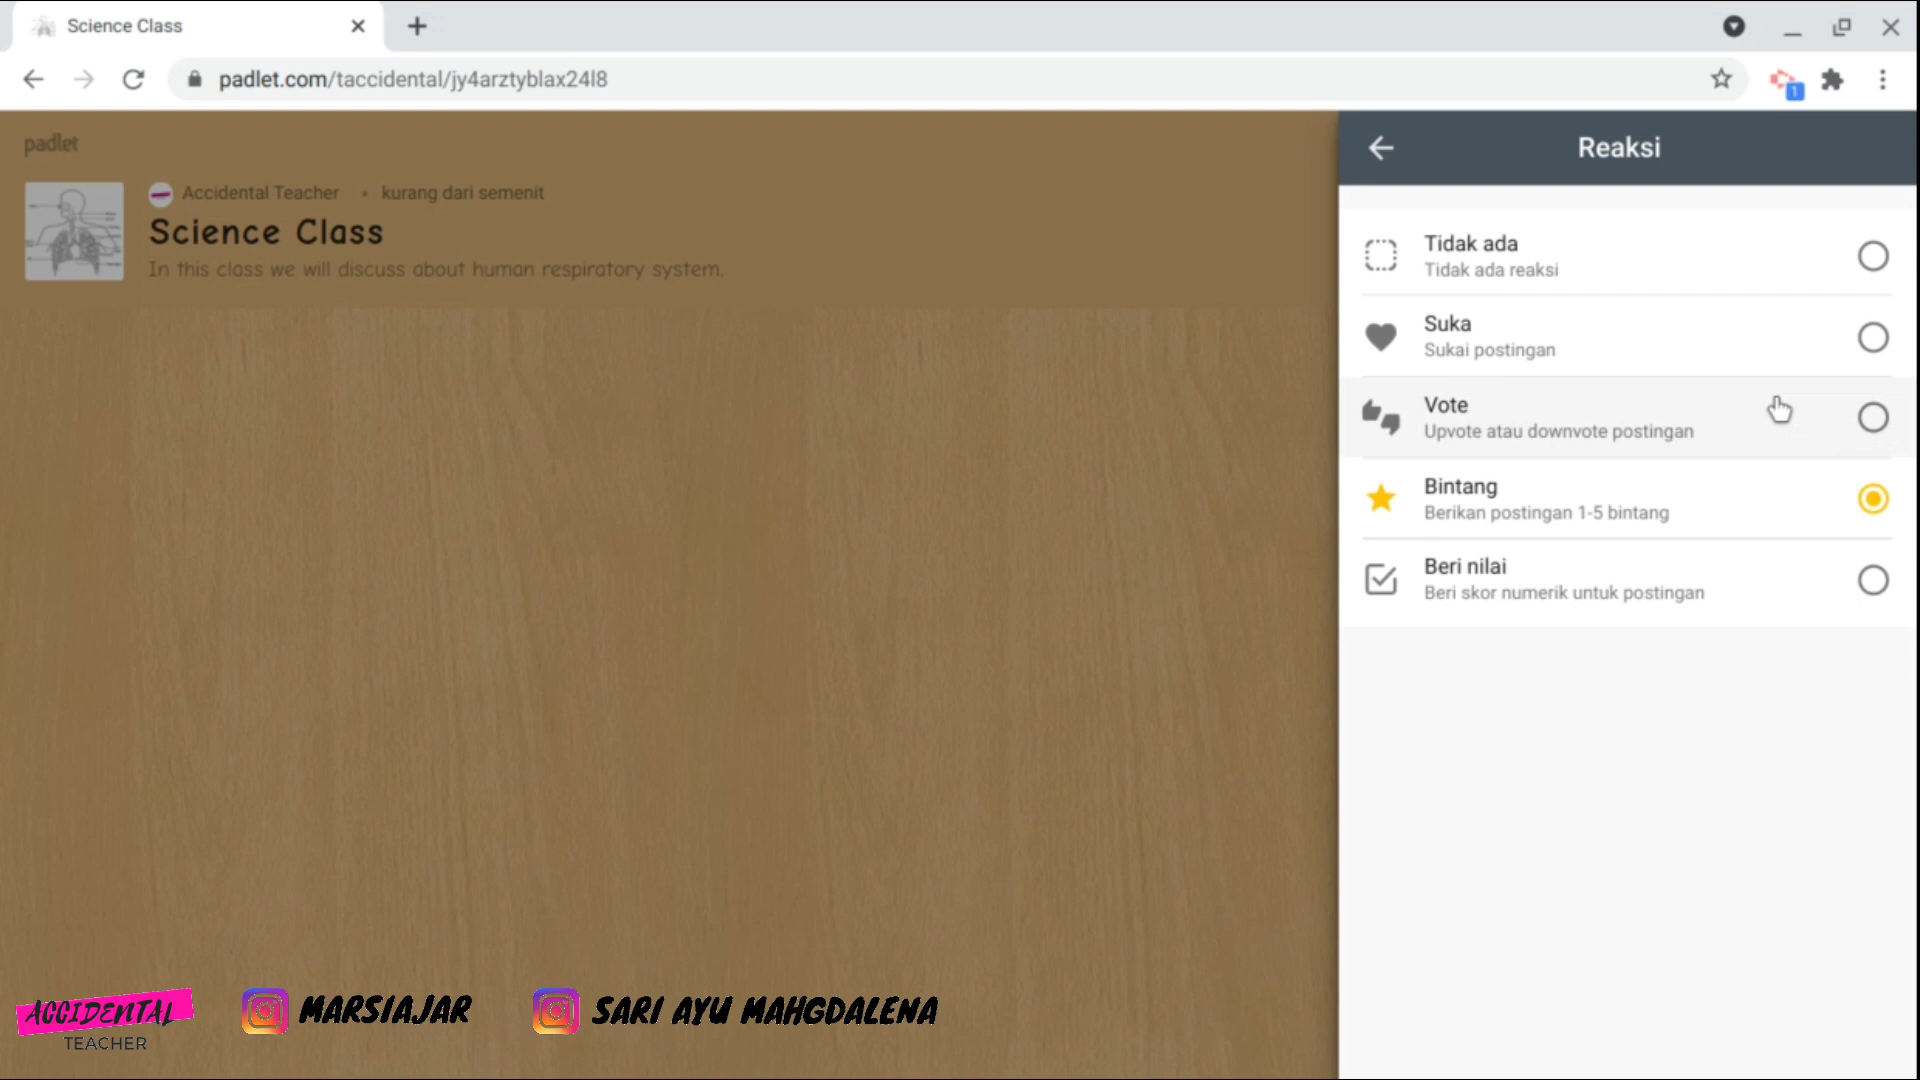 Science Class
padlet.com/taccidental/jy4arztyblax24l8
1
padlet
Accidental Teacher • kurang dari semenit
Science Class
In this class we will discuss about human respiratory system.
Reaksi
Tidak ada
Tidak ada reaksi
Suka
Sukai postingan
Vote
Upvote atau downvote postingan
Bintang
Berikan postingan 1-5 bintang
Beri nilai
Beri skor numerik untuk postingan
ACCIDENTAL
TEACHER
MARSIAJAR
SARI AYU MAHGDALENA